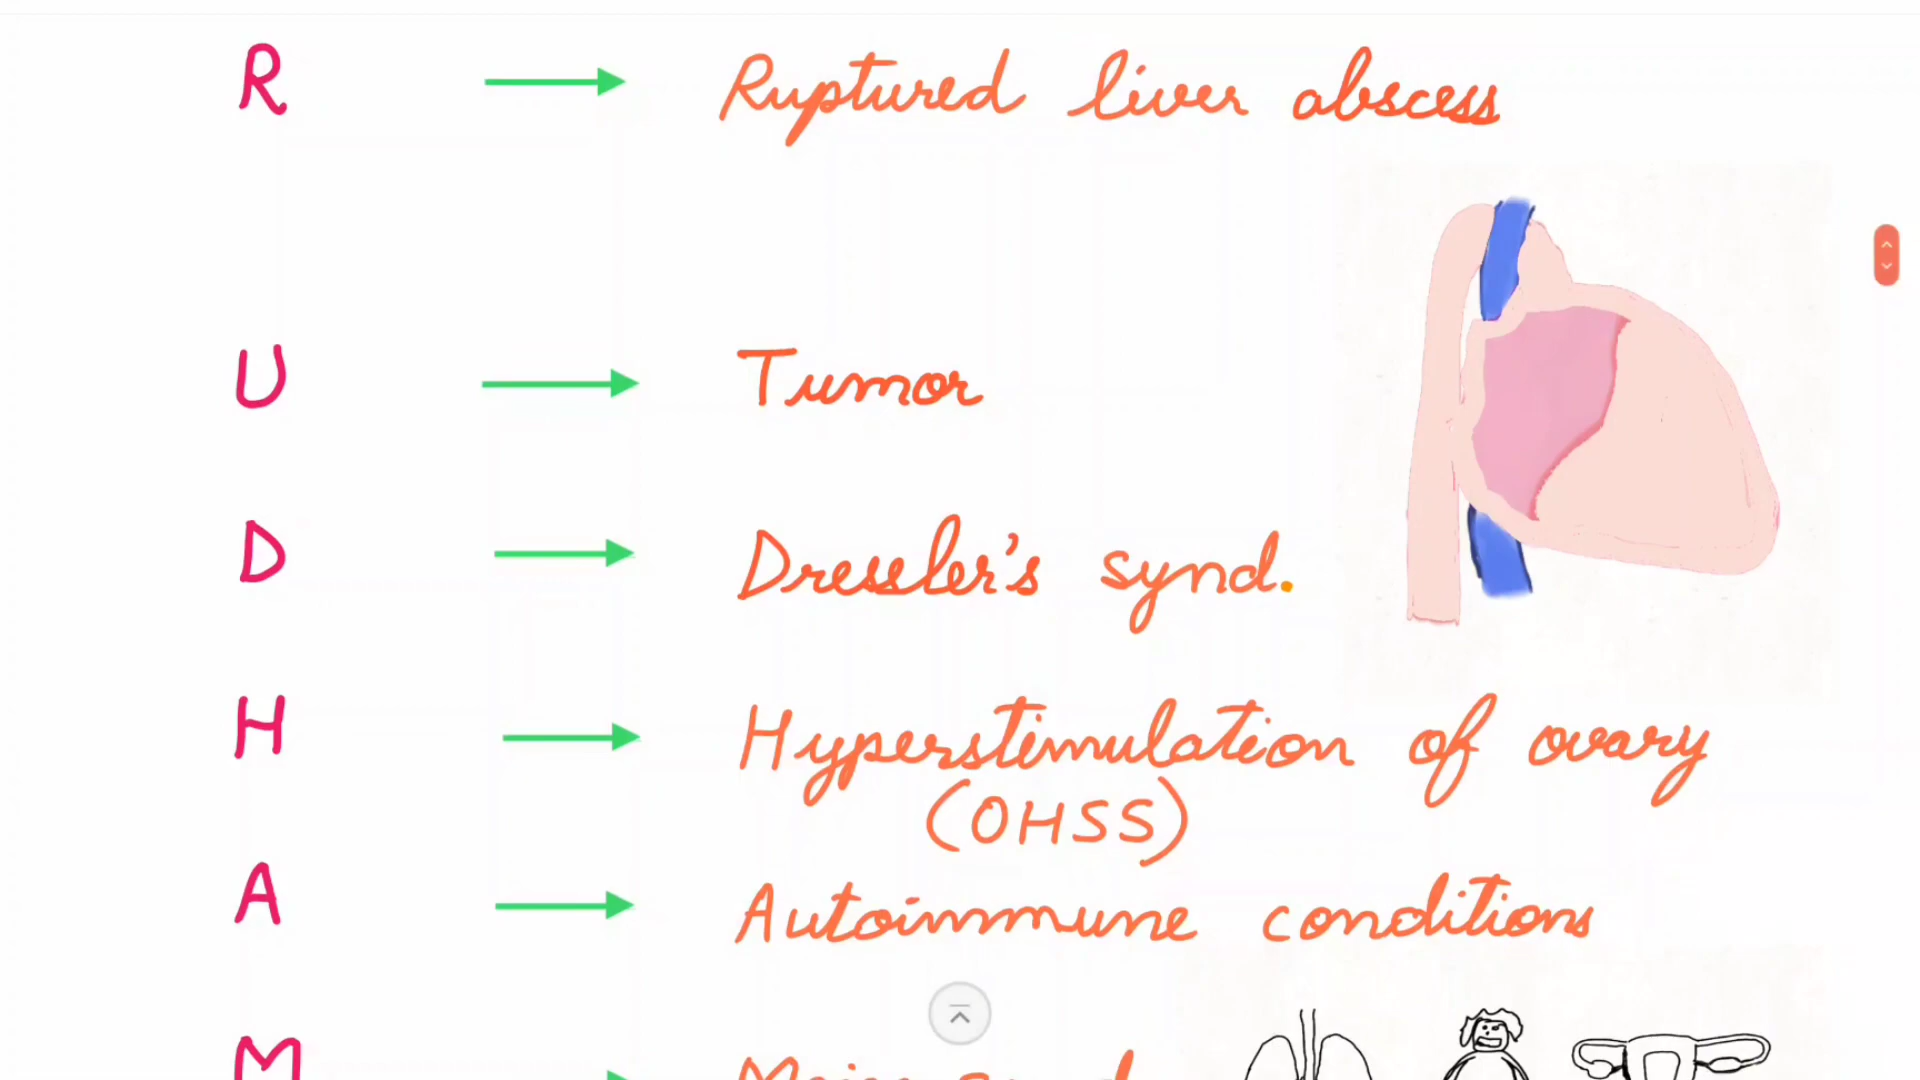 R → Ruptured liver abscess
U → Tumor
D → Dressler's synd.
H → Hyperstimulation of ovary
(OHSS)
A → Autoimmune conditions
M →